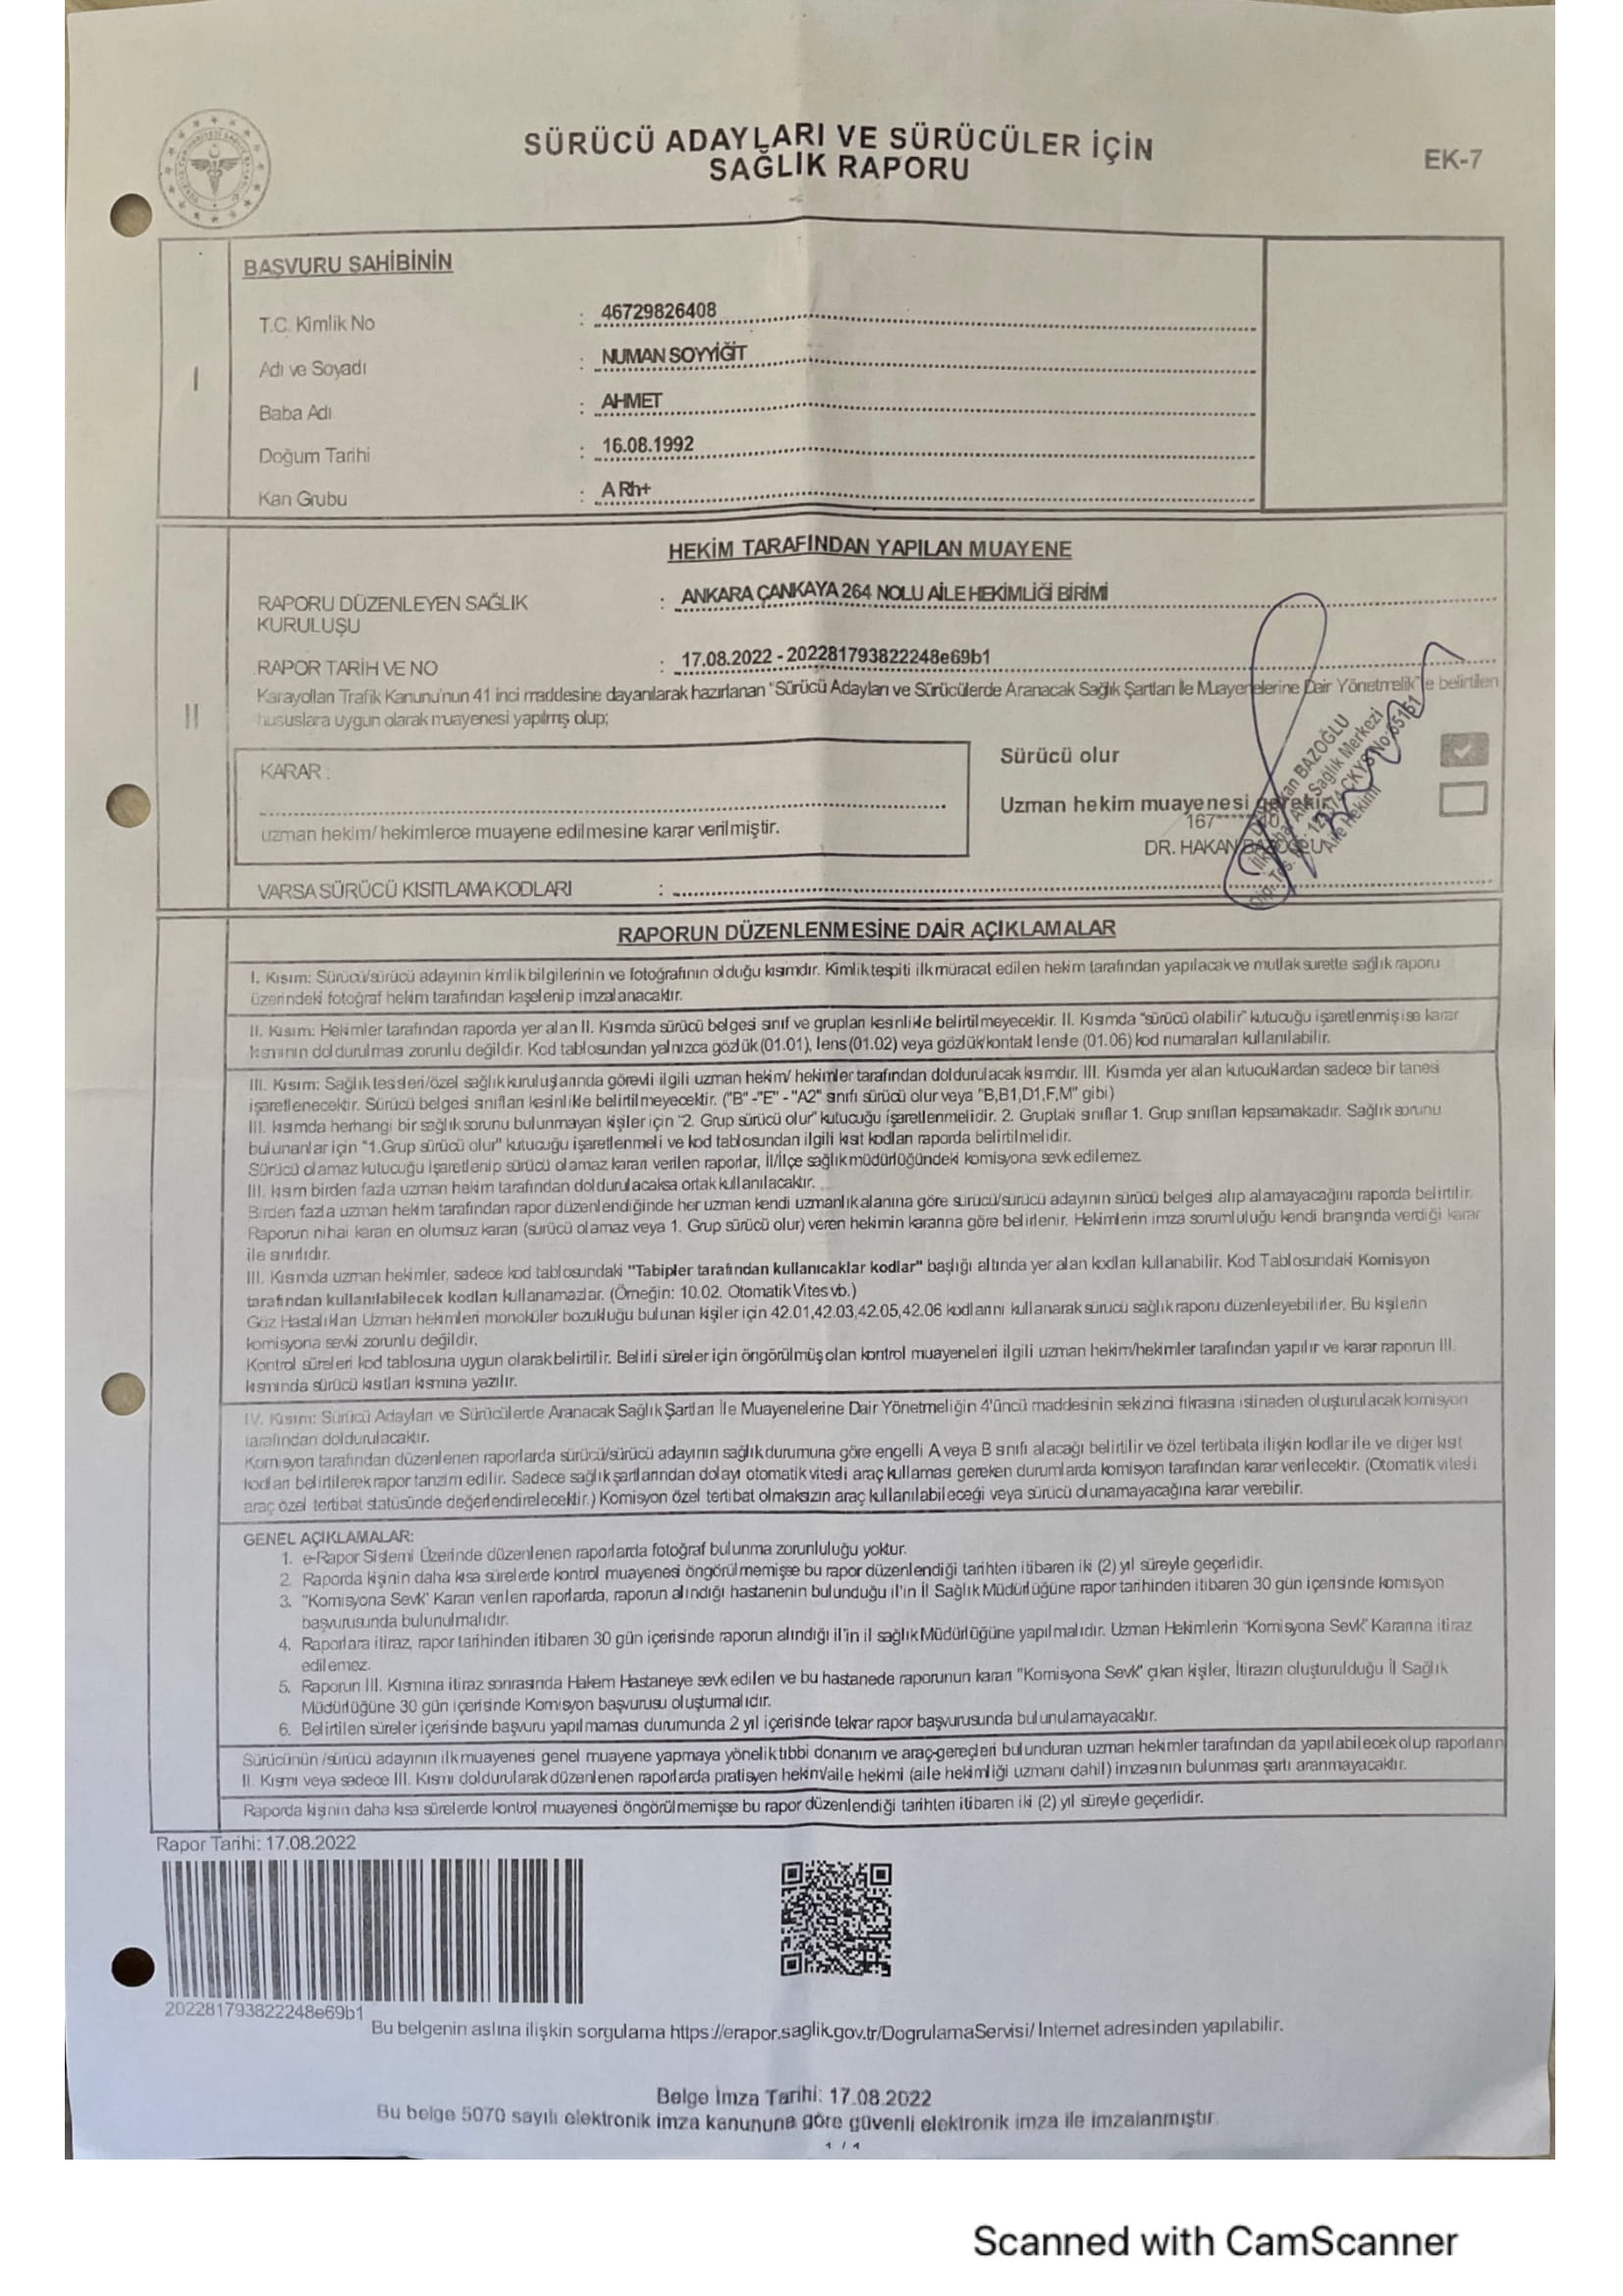 SÜRÜCÜ ADAYLARI VE SÜRÜCÜLER İÇİN
SAĞLIK RAPORU
EK-7
I
BAŞVURU SAHİBİNİN
T.C. Kimlik No : 46729826408
Adı ve Soyadı : NUMAN SOYYİĞİT
Baba Adı : AHMET
Doğum Tarihi : 16.08.1992
Kan Grubu : A Rh+
II
HEKİM TARAFINDAN YAPILAN MUAYENE
RAPORU DÜZENLEYEN SAĞLIK : ANKARA ÇANKAYA 264 NOLU AİLE HEKİMLİĞİ BİRİMİ
KURULUŞU
RAPOR TARİH VE NO : 17.08.2022 - 202281793822248e69b1
Karayolları Trafik Kanunu'nun 41 inci maddesine dayanılarak hazırlanan "Sürücü Adayları ve Sürücülerde Aranacak Sağlık Şartları İle Muayenelerine Dair Yönetmelik"e belirtilen
hususlara uygun olarak muayenesi yapılmış olup;
KARAR :
uzman hekim/ hekimlerce muayene edilmesine karar verilmiştir.
Sürücü olur
Uzman hekim muayenesi gerekir
167
DR. HAKAN BAZOĞLU
BAZOĞLU
Aile Sağlık Merkezi
Aile Hekimi
VARSA SÜRÜCÜ KISITLAMA KODLARI :
RAPORUN DÜZENLENMESİNE DAİR AÇIKLAMALAR
I. Kısım: Sürücü/sürücü adayının kimlik bilgilerinin ve fotoğrafının olduğu kısımdır. Kimlik tespiti ilk müracat edilen hekim tarafından yapılacak ve mutlak surette sağlık raporu
üzerindeki fotoğraf hekim tarafından kaşelenip imzalanacaktır.
II. Kısım: Hekimler tarafından raporda yer alan II. Kısımda sürücü belgesi sınıf ve grupları kesinlikle belirtilmeyecektir. II. Kısımda "sürücü olabilir" kutucuğu işaretlenmiş ise karar
kısmının doldurulması zorunlu değildir. Kod tablosundan yalnızca gözlük (01.01), lens (01.02) veya gözlük/kontakt lensle (01.06) kod numaraları kullanılabilir.
III. Kısım: Sağlık tesisleri/özel sağlık kuruluşlarında görevli ilgili uzman hekim/ hekimler tarafından doldurulacak kısımdır. III. Kısımda yer alan kutucuklardan sadece bir tanesi
işaretlenecektir. Sürücü belgesi sınıfları kesinlikle belirtilmeyecektir. ("B" -"E" - "A2" sınıfı sürücü olur veya "B,B1,D1,F,M" gibi)
III. kısımda herhangi bir sağlık sorunu bulunmayan kişiler için "2. Grup sürücü olur" kutucuğu işaretlenmelidir. 2. Gruptaki sınıflar 1. Grup sınıfları kapsamaktadır. Sağlık sorunu
bulunanlar için "1.Grup sürücü olur" kutucuğu işaretlenmeli ve kod tablosundan ilgili kısıt kodları raporda belirtilmelidir.
Sürücü olamaz kutucuğu işaretlenip sürücü olamaz kararı verilen raporlar, İl/İlçe sağlık müdürlüğündeki komisyona sevk edilemez.
III. kısım birden fazla uzman hekim tarafından doldurulacaksa ortak kullanılacaktır.
Birden fazla uzman hekim tarafından rapor düzenlendiğinde her uzman kendi uzmanlık alanına göre sürücü/sürücü adayının sürücü belgesi alıp alamayacağını raporda belirtilir.
Raporun nihai kararı en olumsuz kararı (sürücü olamaz veya 1. Grup sürücü olur) veren hekimin kararına göre belirlenir. Hekimlerin imza sorumluluğu kendi branşında verdiği karar
ile sınırlıdır.
III. Kısımda uzman hekimler, sadece kod tablosundaki "Tabipler tarafından kullanıcaklar kodlar" başlığı altında yer alan kodları kullanabilir. Kod Tablosundaki Komisyon
tarafından kullanılabilecek kodları kullanamazlar. (Örneğin: 10.02. Otomatik Vites vb.)
Göz Hastalıkları Uzman hekimleri monoküler bozukluğu bulunan kişiler için 42.01,42.03,42.05,42.06 kodlarını kullanarak sürücü sağlık raporu düzenleyebilirler. Bu kişilerin
komisyona sevki zorunlu değildir.
Kontrol süreleri kod tablosuna uygun olarak belirtilir. Belirli süreler için öngörülmüş olan kontrol muayeneleri ilgili uzman hekim/hekimler tarafından yapılır ve karar raporun III.
kısmında sürücü kısıtları kısmına yazılır.
IV. Kısım: Sürücü Adayları ve Sürücülerde Aranacak Sağlık Şartları İle Muayenelerine Dair Yönetmeliğin 4'üncü maddesinin sekizinci fıkrasına istinaden oluşturulacak komisyon
tarafından doldurulacaktır.
Komisyon tarafından düzenlenen raporlarda sürücü/sürücü adayının sağlık durumuna göre engelli A veya B sınıfı alacağı belirtilir ve özel tertibata ilişkin kodlar ile ve diğer kısıt
kodları belirtilerek rapor tanzim edilir. Sadece sağlık şartlarından dolayı otomatik vitesli araç kullaması gereken durumlarda komisyon tarafından karar verilecektir. (Otomatik vitesli
araç özel tertibat statüsünde değerlendirelecektir.) Komisyon özel tertibat olmaksızın araç kullanılabileceği veya sürücü olunamayacağına karar verebilir.
GENEL AÇIKLAMALAR:
1. e-Rapor Sistemi Üzerinde düzenlenen raporlarda fotoğraf bulunma zorunluluğu yoktur.
2. Raporda kişinin daha kısa sürelerde kontrol muayenesi öngörülmemişse bu rapor düzenlendiği tarihten itibaren iki (2) yıl süreyle geçerlidir.
3. "Komisyona Sevk" Kararı verilen raporlarda, raporun alındığı hastanenin bulunduğu il'in İl Sağlık Müdürlüğüne rapor tarihinden itibaren 30 gün içerisinde komisyon
başvurusunda bulunulmalıdır.
4. Raporlara itiraz, rapor tarihinden itibaren 30 gün içerisinde raporun alındığı il'in il sağlık Müdürlüğüne yapılmalıdır. Uzman Hekimlerin "Komisyona Sevk" Kararına itiraz
edilemez.
5. Raporun III. Kısmına itiraz sonrasında Hakem Hastaneye sevk edilen ve bu hastanede raporunun kararı "Komisyona Sevk" çıkan kişiler, İtirazın oluşturulduğu İl Sağlık
Müdürlüğüne 30 gün içerisinde Komisyon başvurusu oluşturmalıdır.
6. Belirtilen süreler içerisinde başvuru yapılmaması durumunda 2 yıl içerisinde tekrar rapor başvurusunda bulunulamayacaktır.
Sürücünün /sürücü adayının ilk muayenesi genel muayene yapmaya yönelik tıbbi donanım ve araç-gereçleri bulunduran uzman hekimler tarafından da yapılabilecek olup raporların
II. Kısmı veya sadece III. Kısmı doldurularak düzenlenen raporlarda pratisyen hekim/aile hekimi (aile hekimliği uzmanı dahil) imzasının bulunması şartı aranmayacaktır.
Raporda kişinin daha kısa sürelerde kontrol muayenesi öngörülmemişse bu rapor düzenlendiği tarihten itibaren iki (2) yıl süreyle geçerlidir.
Rapor Tarihi: 17.08.2022
202281793822248e69b1
Bu belgenin aslına ilişkin sorgulama https://erapor.saglik.gov.tr/DogrulamaServisi/ Internet adresinden yapılabilir.
Belge İmza Tarihi: 17.08.2022
Bu belge 5070 sayılı elektronik imza kanununa göre güvenli elektronik imza ile imzalanmıştır.
1 / 1
Scanned with CamScanner